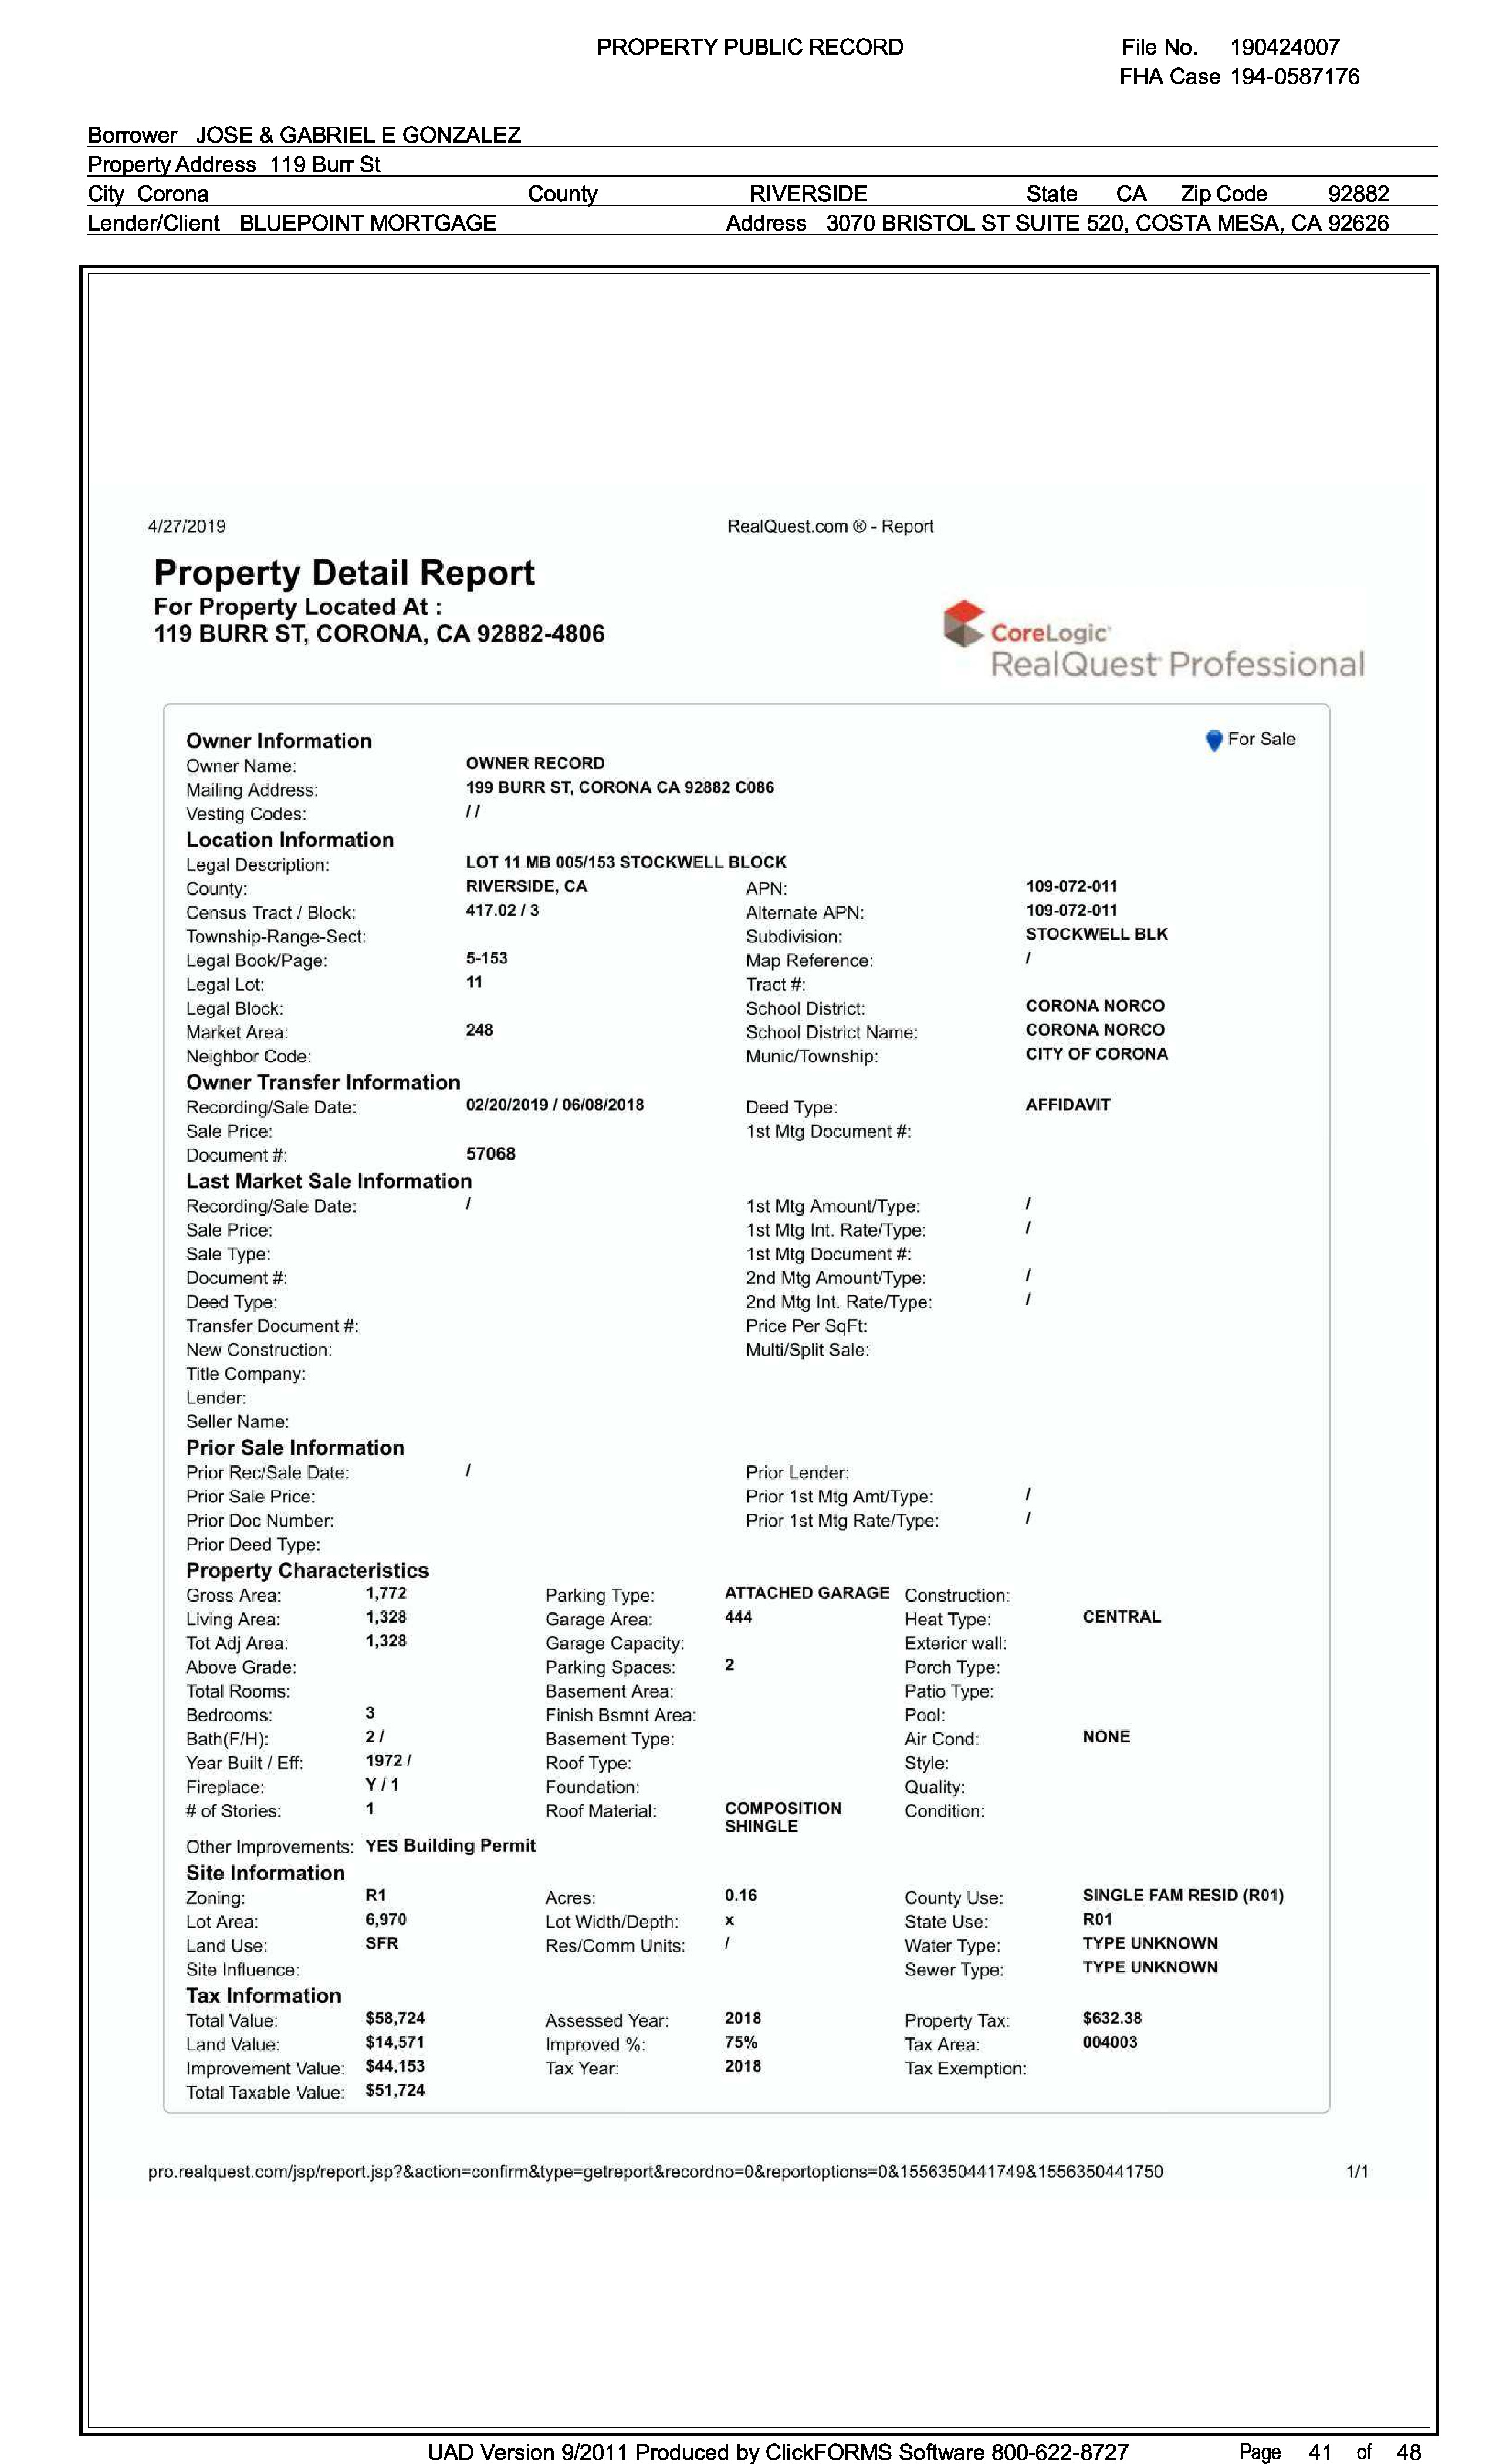 PROPERTY PUBLIC RECORD File No. 190424007
FHA Case 194-0587176
Borrower JOSE & GABRIEL E GONZALEZ
Property Address 119 Burr St
City Corona County RIVERSIDE State CA Zip Code 92882
Lender/Client BLUEPOINT MORTGAGE Address 3070 BRISTOL ST SUITE 520, COSTA MESA, CA 92626
4/27/2019 RealQuest.com ® - Report
Property Detail Report
For Property Located At :
119 BURR ST, CORONA, CA 92882-4806
CoreLogic
RealQuest Professional
Owner Information For Sale
Owner Name: OWNER RECORD
Mailing Address: 199 BURR ST, CORONA CA 92882 C086
Vesting Codes: / /
Location Information
Legal Description: LOT 11 MB 005/153 STOCKWELL BLOCK
County: RIVERSIDE, CA APN: 109-072-011
Census Tract / Block: 417.02 / 3 Alternate APN: 109-072-011
Township-Range-Sect: Subdivision: STOCKWELL BLK
Legal Book/Page: 5-153 Map Reference: /
Legal Lot: 11 Tract #:
Legal Block: School District: CORONA NORCO
Market Area: 248 School District Name: CORONA NORCO
Neighbor Code: Munic/Township: CITY OF CORONA
Owner Transfer Information
Recording/Sale Date: 02/20/2019 / 06/08/2018 Deed Type: AFFIDAVIT
Sale Price: 1st Mtg Document #:
Document #: 57068
Last Market Sale Information
Recording/Sale Date: / 1st Mtg Amount/Type: /
Sale Price: 1st Mtg Int. Rate/Type: /
Sale Type: 1st Mtg Document #:
Document #: 2nd Mtg Amount/Type: /
Deed Type: 2nd Mtg Int. Rate/Type: /
Transfer Document #: Price Per SqFt:
New Construction: Multi/Split Sale:
Title Company:
Lender:
Seller Name:
Prior Sale Information
Prior Rec/Sale Date: / Prior Lender:
Prior Sale Price: Prior 1st Mtg Amt/Type: /
Prior Doc Number: Prior 1st Mtg Rate/Type: /
Prior Deed Type:
Property Characteristics
Gross Area: 1,772 Parking Type: ATTACHED GARAGE Construction:
Living Area: 1,328 Garage Area: 444 Heat Type: CENTRAL
Tot Adj Area: 1,328 Garage Capacity: Exterior wall:
Above Grade: Parking Spaces: 2 Porch Type:
Total Rooms: Basement Area: Patio Type:
Bedrooms: 3 Finish Bsmnt Area: Pool:
Bath(F/H): 2 / Basement Type: Air Cond: NONE
Year Built / Eff: 1972 / Roof Type: Style:
Fireplace: Y / 1 Foundation: Quality:
# of Stories: 1 Roof Material: COMPOSITION SHINGLE Condition:
Other Improvements: YES Building Permit
Site Information
Zoning: R1 Acres: 0.16 County Use: SINGLE FAM RESID (R01)
Lot Area: 6,970 Lot Width/Depth: x State Use: R01
Land Use: SFR Res/Comm Units: / Water Type: TYPE UNKNOWN
Site Influence: Sewer Type: TYPE UNKNOWN
Tax Information
Total Value: $58,724 Assessed Year: 2018 Property Tax: $632.38
Land Value: $14,571 Improved %: 75% Tax Area: 004003
Improvement Value: $44,153 Tax Year: 2018 Tax Exemption:
Total Taxable Value: $51,724
pro.realquest.com/jsp/report.jsp?&action=confirm&type=getreport&recordno=0&reportoptions=0&1556350441749&1556350441750 1/1
UAD Version 9/2011 Produced by ClickFORMS Software 800-622-8727 Page 41 of 48